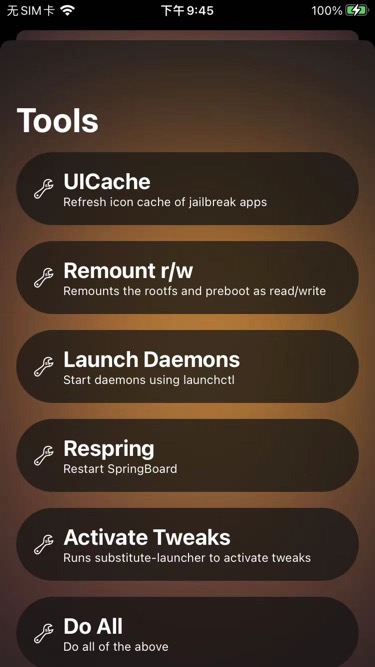 无SIM卡 下午9:45 100%
Tools
UICache
Refresh icon cache of jailbreak apps
Remount r/w
Remounts the rootfs and preboot as read/write
Launch Daemons
Start daemons using launchctl
Respring
Restart SpringBoard
Activate Tweaks
Runs substitute-launcher to activate tweaks
Do All
Do all of the above